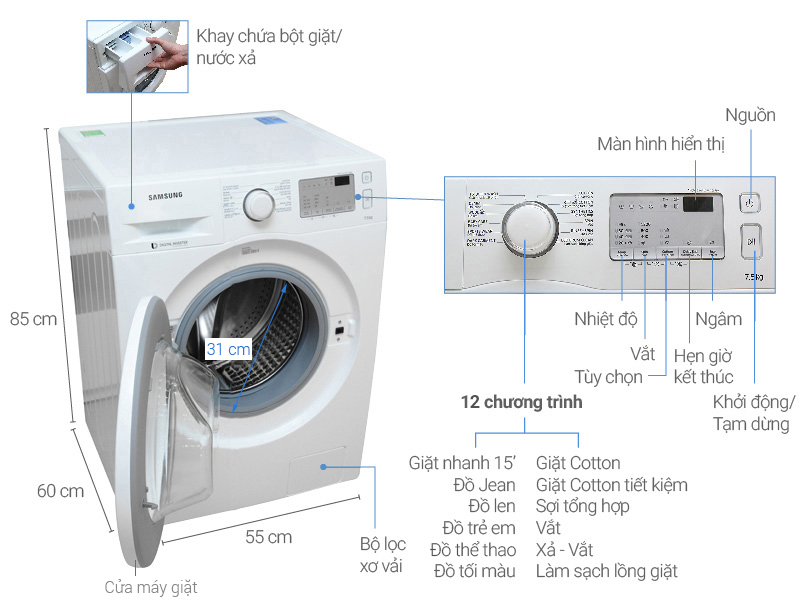 Khay chứa bột giặt/
nước xả
Nguồn
Màn hình hiển thị
SAMSUNG
DIGITAL INVERTER
7.5kg
85 cm
31 cm
Nhiệt độ
Ngâm
Vắt
Hẹn giờ
kết thúc
Tùy chọn
Khởi động/
Tạm dừng
12 chương trình
Giặt nhanh 15’
Giặt Cotton
Đồ Jean
Giặt Cotton tiết kiệm
Đồ len
Sợi tổng hợp
Đồ trẻ em
Vắt
Đồ thể thao
Xả - Vắt
Đồ tối màu
Làm sạch lồng giặt
60 cm
55 cm
Bộ lọc
xơ vải
Cửa máy giặt